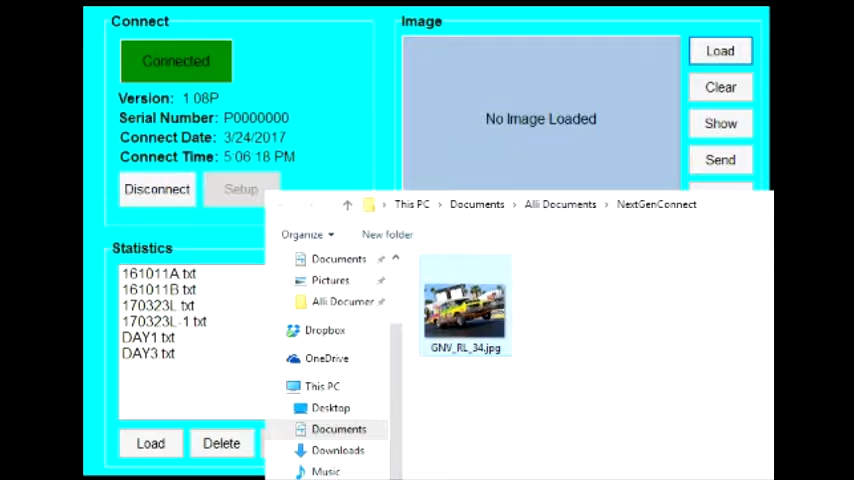 Connect
Connected
Version: 1.08P
Serial Number: P0000000
Connect Date: 3/24/2017
Connect Time: 5:06:18 PM
Disconnect
Setup
Image
No Image Loaded
Load
Clear
Show
Send
Statistics
161011A txt
161011B txt
170323L txt
170323L-1 txt
DAY1 txt
DAY3 txt
Load
Delete
This PC > Documents > Alli Documents > NextGenConnect
Organize
New folder
Documents
Pictures
Alli Documer
Dropbox
OneDrive
This PC
Desktop
Documents
Downloads
Music
GNV_RL_34.jpg